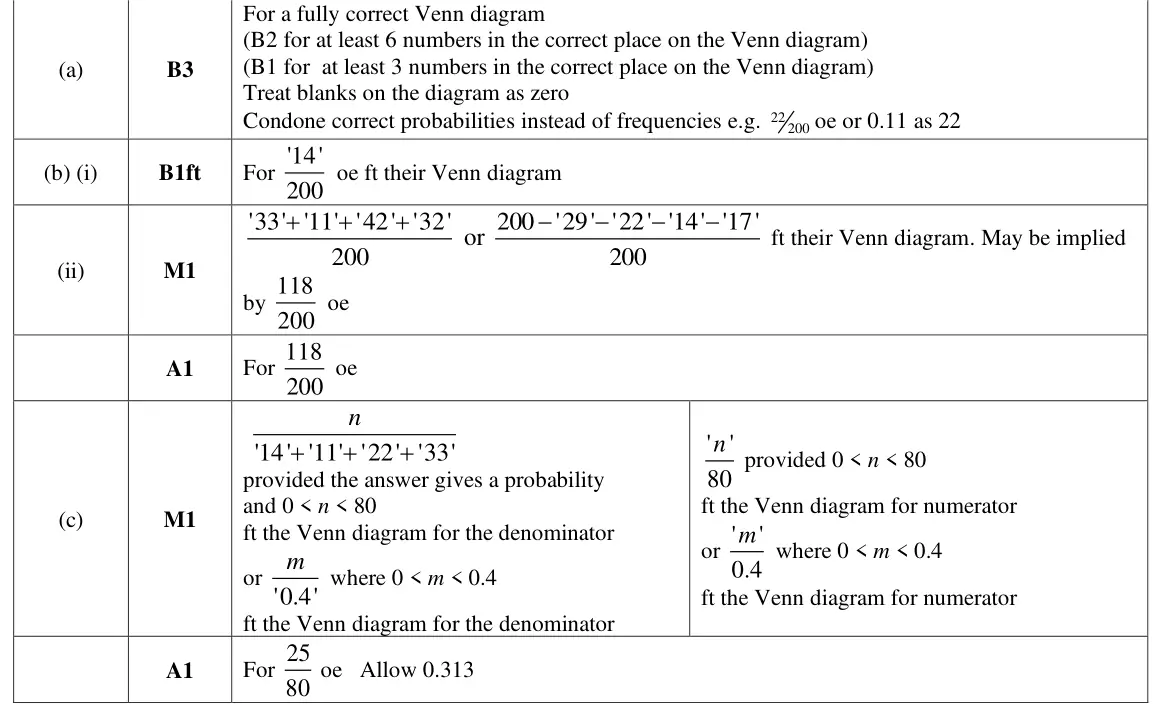 (a) B3 For a fully correct Venn diagram
(B2 for at least 6 numbers in the correct place on the Venn diagram)
(B1 for at least 3 numbers in the correct place on the Venn diagram)
Treat blanks on the diagram as zero
Condone correct probabilities instead of frequencies e.g. 22/200 oe or 0.11 as 22
(b) (i) B1ft For '14'/200 oe ft their Venn diagram
(ii) M1 ('33'+'11'+'42'+'32')/200 or (200−'29'−'22'−'14'−'17')/200 ft their Venn diagram. May be implied
by 118/200 oe
A1 For 118/200 oe
(c) M1 n/('14'+'11'+'22'+'33')
provided the answer gives a probability
and 0 < n < 80
ft the Venn diagram for the denominator
or m/'0.4' where 0 < m < 0.4
ft the Venn diagram for the denominator
'n'/80 provided 0 < n < 80
ft the Venn diagram for numerator
or 'm'/0.4 where 0 < m < 0.4
ft the Venn diagram for numerator
A1 For 25/80 oe Allow 0.313